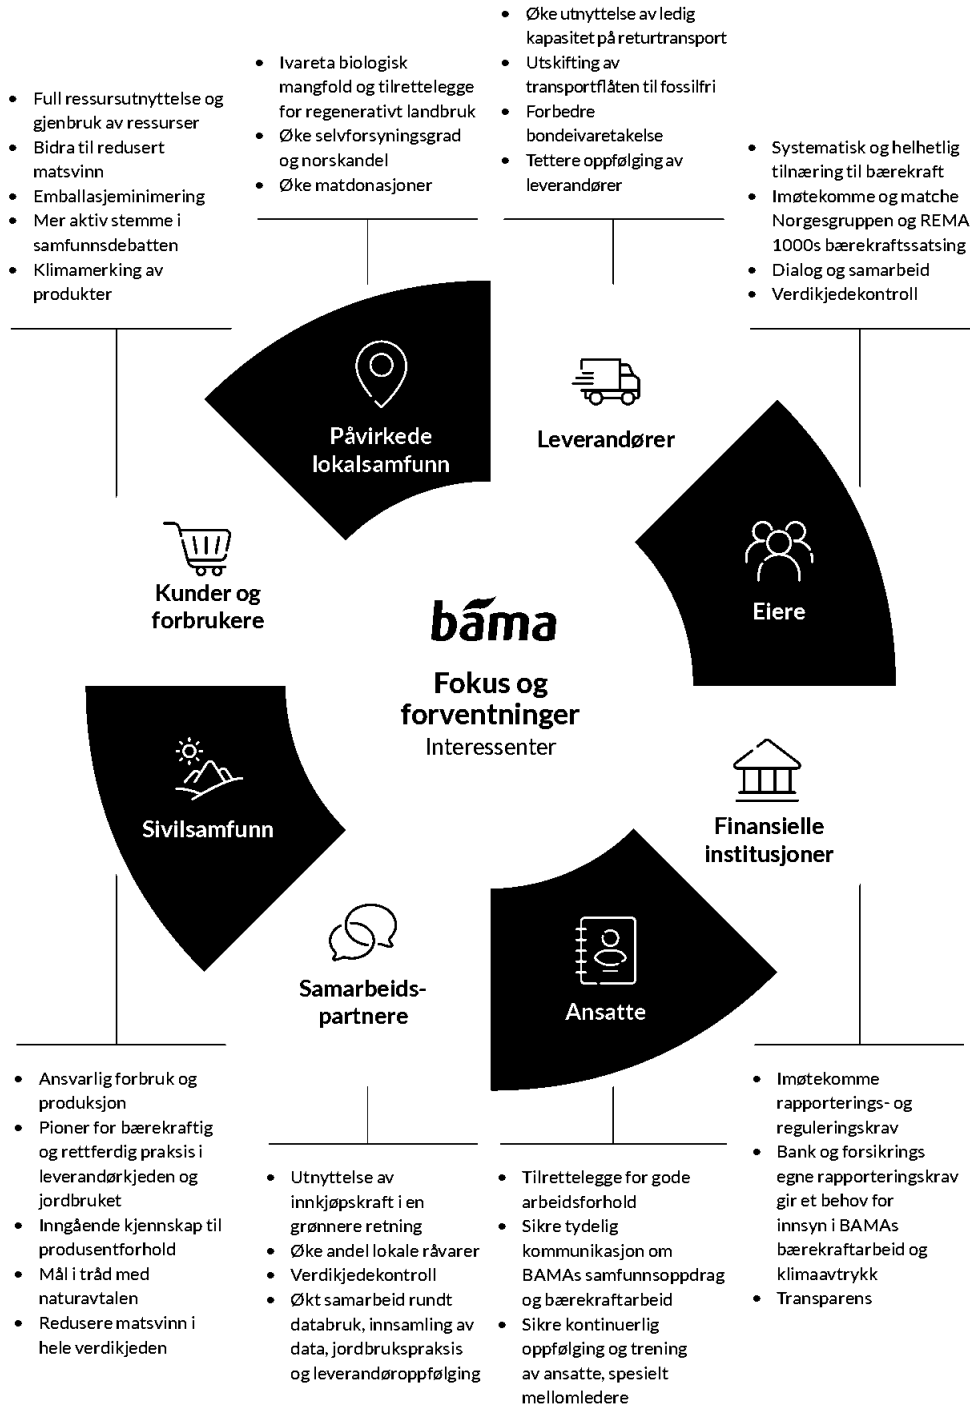 • Full ressursutnyttelse og
gjenbruk av ressurser
• Bidra til redusert
matsvinn
• Emballasjeminimering
• Mer aktiv stemme i
samfunnsdebatten
• Klimamerking av
produkter
• Ivareta biologisk
mangfold og tilrettelegge
for regenerativt landbruk
• Øke selvforsyningsgrad
og norskandel
• Øke matdonasjoner
• Øke utnyttelse av ledig
kapasitet på returtransport
• Utskifting av
transportflåten til fossilfri
• Forbedre
bondeivaretakelse
• Tettere oppfølging av
leverandører
• Systematisk og helhetlig
tilnæring til bærekraft
• Imøtekomme og matche
Norgesgruppen og REMA
1000s bærekraftssatsing
• Dialog og samarbeid
• Verdikjedekontroll
Påvirkede
lokalsamfunn
Leverandører
Eiere
Kunder og
forbrukere
bama
Fokus og
forventninger
Interessenter
Sivilsamfunn
Finansielle
institusjoner
Samarbeids-
partnere
Ansatte
• Ansvarlig forbruk og
produksjon
• Pioner for bærekraftig
og rettferdig praksis i
leverandørkjeden og
jordbruket
• Inngående kjennskap til
produsentforhold
• Mål i tråd med
naturavtalen
• Redusere matsvinn i
hele verdikjeden
• Utnyttelse av
innkjøpskraft i en
grønnere retning
• Øke andel lokale råvarer
• Verdikjedekontroll
• Økt samarbeid rundt
databruk, innsamling av
data, jordbrukspraksis
og leverandøroppfølging
• Tilrettelegge for gode
arbeidsforhold
• Sikre tydelig
kommunikasjon om
BAMAs samfunnsoppdrag
og bærekraftarbeid
• Sikre kontinuerlig
oppfølging og trening
av ansatte, spesielt
mellomledere
• Imøtekomme
rapporterings- og
reguleringskrav
• Bank og forsikrings
egne rapporteringskrav
gir et behov for
innsyn i BAMAs
bærekraftarbeid og
klimaavtrykk
• Transparens